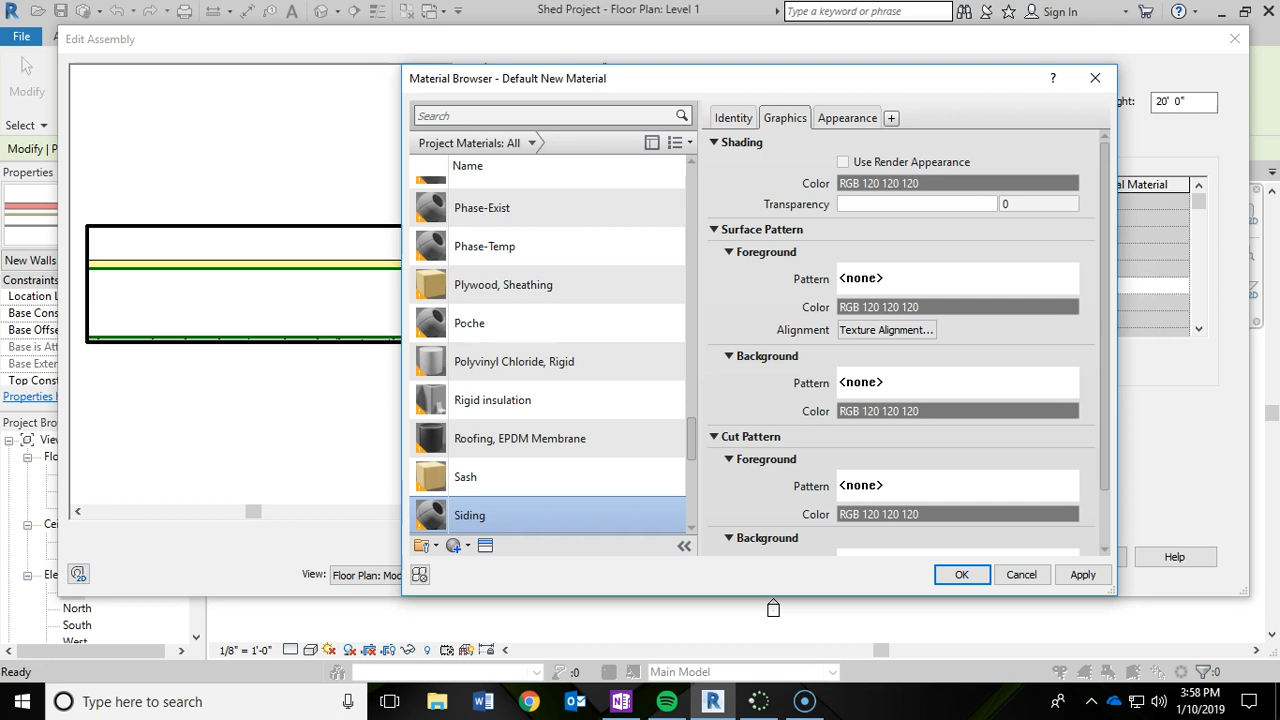 Shed Project - Floor Plan: Level 1
Type a keyword or phrase
Sign In
File
Modify
Select
Modify | P
Properties
New Walls
Constraints
Location L
Base Cons
Base Offse
Base is A
Base Exten
Top Const
Properties
Project Brow
View
Flo
Ce
Ele
North
South
West
Edit Assembly
ht:
20' 0"
al Material
View:
Floor Plan: Mod
Help
Material Browser - Default New Material
?
Search
Project Materials: All
Name
Phase-Exist
Phase-Temp
Plywood, Sheathing
Poche
Polyvinyl Chloride, Rigid
Rigid insulation
Roofing, EPDM Membrane
Sash
Siding
Identity
Graphics
Appearance
+
Shading
Use Render Appearance
Color
RGB 120 120 120
Transparency
0
Surface Pattern
Foreground
Pattern
<none>
Color
RGB 120 120 120
Alignment
Texture Alignment...
Background
Pattern
<none>
Color
RGB 120 120 120
Cut Pattern
Foreground
Pattern
<none>
Color
RGB 120 120 120
Background
OK
Cancel
Apply
1/8" = 1'-0"
Ready
:0
Main Model
:0
Type here to search
3:58 PM
1/10/2019